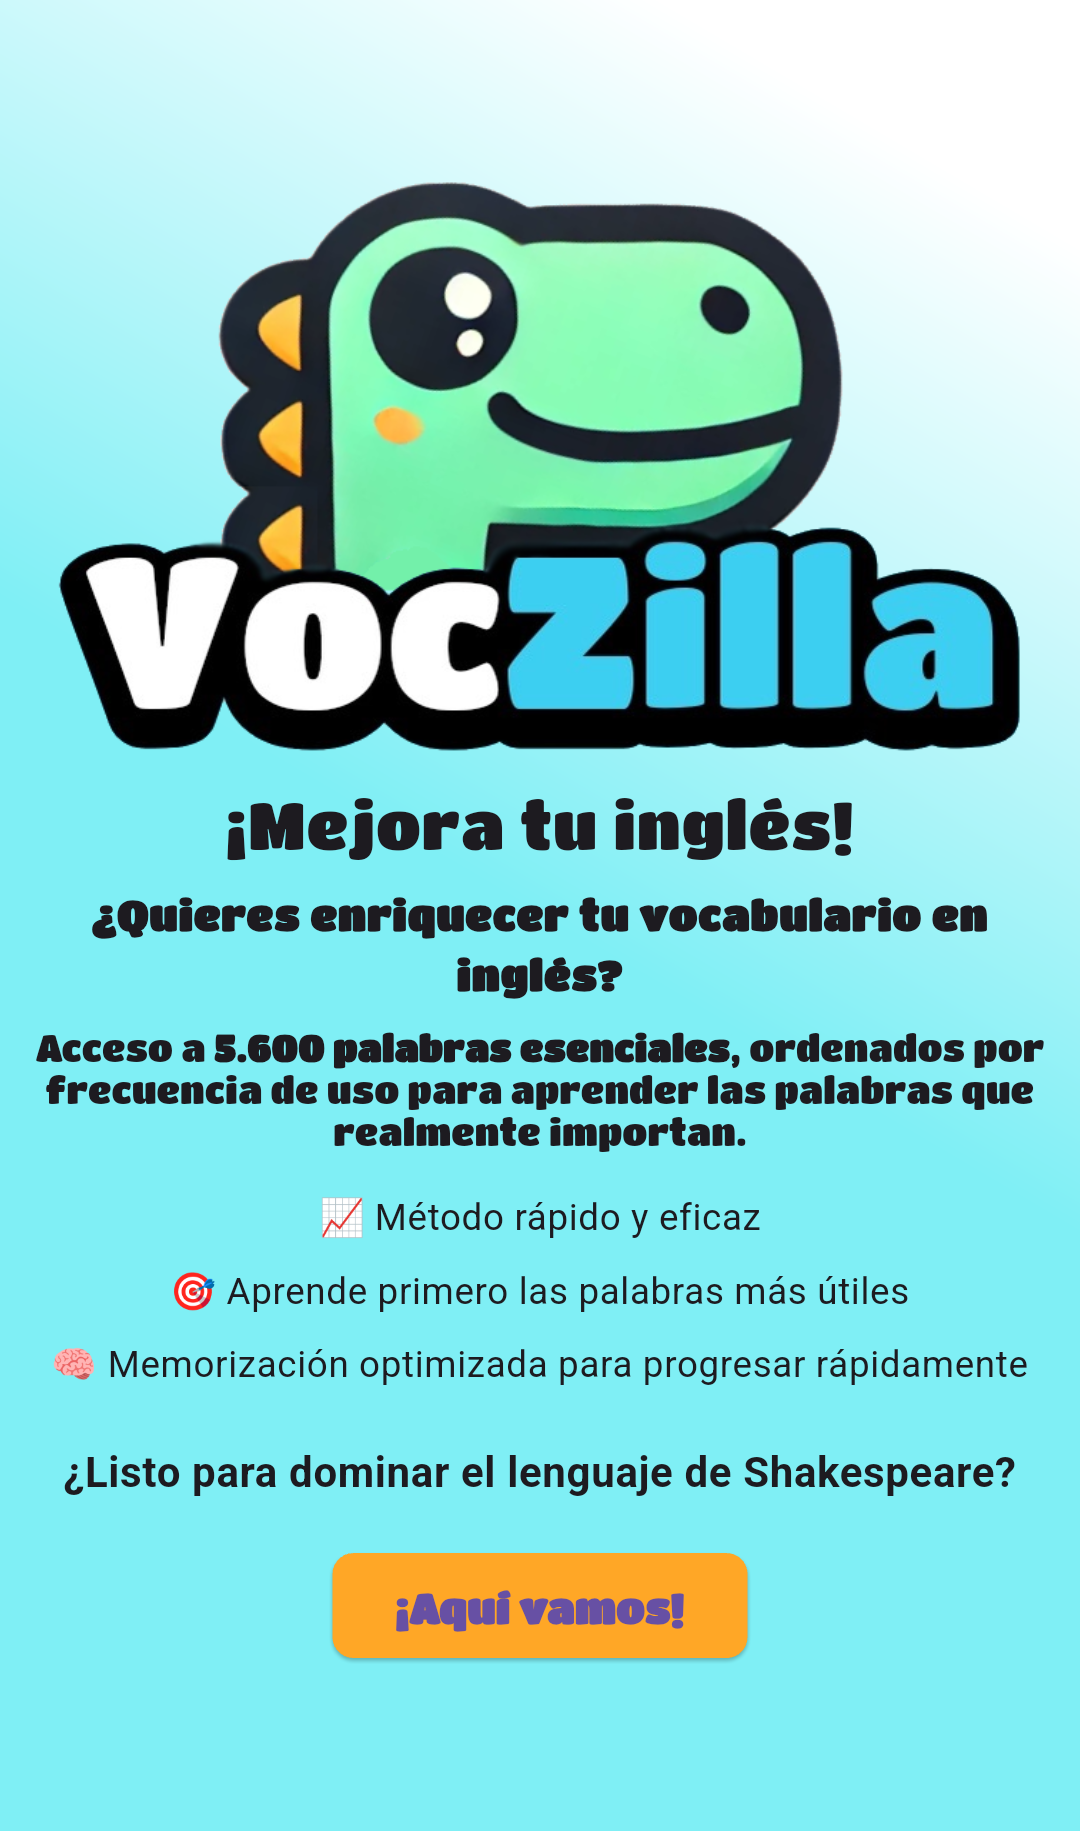 VocZilla
¡Mejora tu inglés!
¿Quieres enriquecer tu vocabulario en
inglés?
Acceso a 5.600 palabras esenciales, ordenados por
frecuencia de uso para aprender las palabras que
realmente importan.
📈 Método rápido y eficaz
🎯 Aprende primero las palabras más útiles
🧠 Memorización optimizada para progresar rápidamente
¿Listo para dominar el lenguaje de Shakespeare?
¡Aquí vamos!